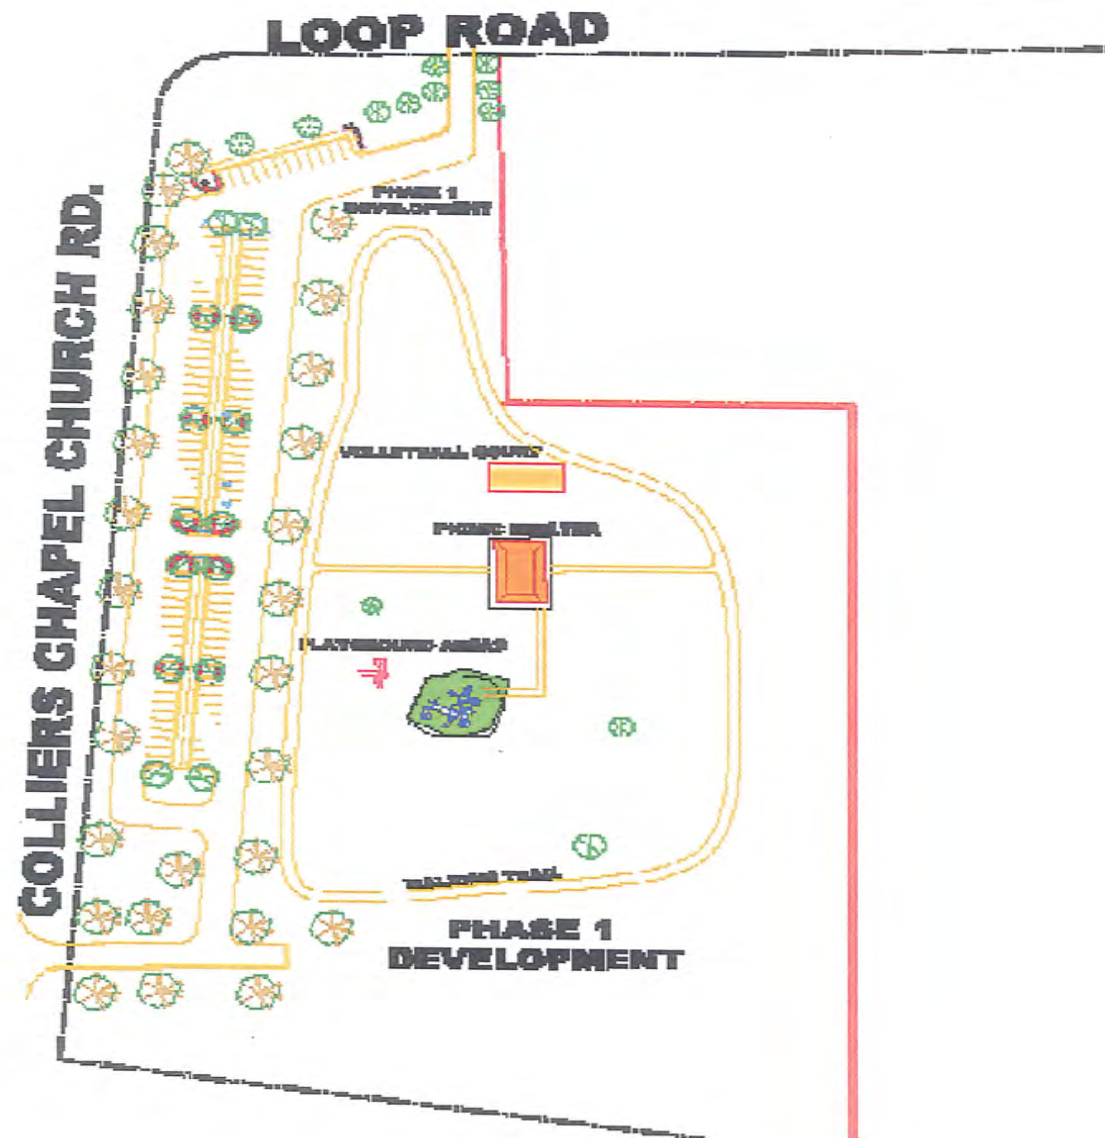 LOOP ROAD
COLLIERS CHAPEL CHURCH RD.
PHASE 1
DEVELOPMENT
VOLLEYBALL COURT
PICNIC SHELTER
PLAYGROUND AREAS
WALKING TRAIL
PHASE 1
DEVELOPMENT